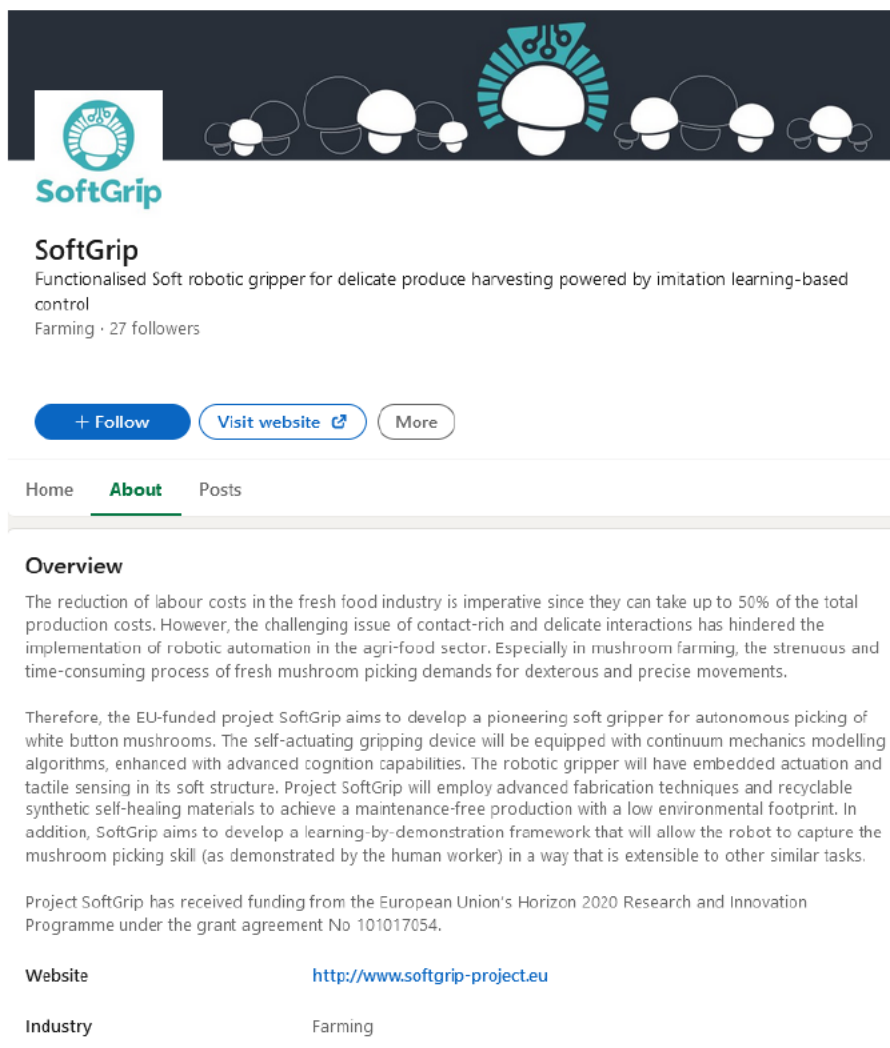 SoftGrip
SoftGrip
Functionalised Soft robotic gripper for delicate produce harvesting powered by imitation learning-based
control
Farming · 27 followers
+ Follow
Visit website
More
Home
About
Posts
Overview
The reduction of labour costs in the fresh food industry is imperative since they can take up to 50% of the total
production costs. However, the challenging issue of contact-rich and delicate interactions has hindered the
implementation of robotic automation in the agri-food sector. Especially in mushroom farming, the strenuous and
time-consuming process of fresh mushroom picking demands for dexterous and precise movements.
Therefore, the EU-funded project SoftGrip aims to develop a pioneering soft gripper for autonomous picking of
white button mushrooms. The self-actuating gripping device will be equipped with continuum mechanics modelling
algorithms, enhanced with advanced cognition capabilities. The robotic gripper will have embedded actuation and
tactile sensing in its soft structure. Project SoftGrip will employ advanced fabrication techniques and recyclable
synthetic self-healing materials to achieve a maintenance-free production with a low environmental footprint. In
addition, SoftGrip aims to develop a learning-by-demonstration framework that will allow the robot to capture the
mushroom picking skill (as demonstrated by the human worker) in a way that is extensible to other similar tasks.
Project SoftGrip has received funding from the European Union's Horizon 2020 Research and Innovation
Programme under the grant agreement No 101017054.
Website
http://www.softgrip-project.eu
Industry
Farming